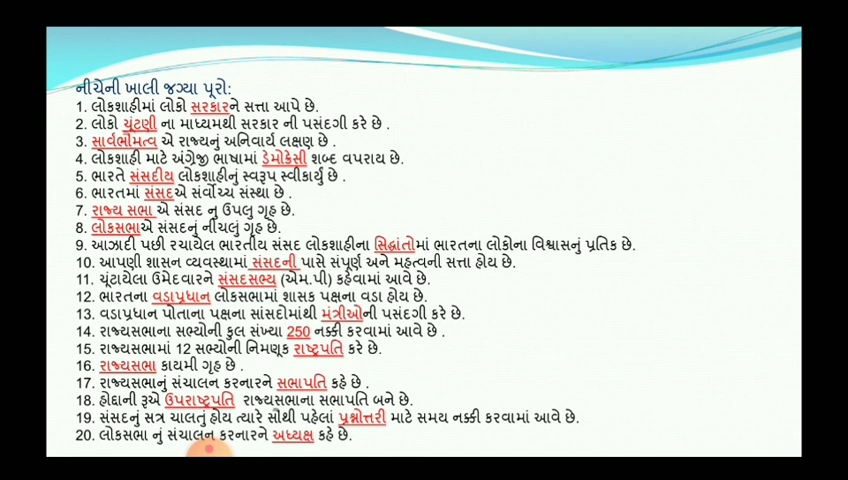 નીચેની ખાલી જગ્યા પૂરો:
1. લોકશાહીમાં લોકો સરકારને સત્તા આપે છે.
2. લોકો ચૂંટણી ના માધ્યમથી સરકાર ની પસંદગી કરે છે .
3. સાર્વભૌમત્વ એ રાજ્યનું અનિવાર્ય લક્ષણ છે .
4. લોકશાહી માટે અંગ્રેજી ભાષામાં ડેમોક્રેસી શબ્દ વપરાય છે.
5. ભારતે સંસદીય લોકશાહીનું સ્વરૂપ સ્વીકાર્યું છે .
6. ભારતમાં સંસદએ સર્વોચ્ચ સંસ્થા છે .
7. રાજ્ય સભા એ સંસદ નુ ઉપલુ ગૃહ છે.
8. લોકસભાએ સંસદનું નીચલું ગૃહ છે.
9. આઝાદી પછી રચાયેલ ભારતીય સંસદ લોકશાહીના સિદ્ધાંતોમાં ભારતના લોકોના વિશ્વાસનું પ્રતિક છે.
10. આપણી શાસન વ્યવસ્થામાં સંસદની પાસે સંપૂર્ણ અને મહત્વની સત્તા હોય છે.
11. ચૂંટાયેલા ઉમેદવારને સંસદસભ્ય (એમ.પી) કહેવામાં આવે છે.
12. ભારતના વડાપ્રધાન લોકસભામાં શાસક પક્ષના વડા હોય છે.
13. વડાપ્રધાન પોતાના પક્ષના સાંસદોમાંથી મંત્રીઓની પસંદગી કરે છે.
14. રાજ્યસભાના સભ્યોની કુલ સંખ્યા 250 નક્કી કરવામાં આવે છે .
15. રાજ્યસભામાં 12 સભ્યોની નિમણૂક રાષ્ટ્રપતિ કરે છે.
16. રાજ્યસભા કાયમી ગૃહ છે .
17. રાજ્યસભાનું સંચાલન કરનારને સભાપતિ કહે છે .
18. હોદ્દાની રૂએ ઉપરાષ્ટ્રપતિ રાજ્યસભાના સભાપતિ બને છે.
19. સંસદનું સત્ર ચાલતું હોય ત્યારે સૌથી પહેલાં પ્રશ્નોત્તરી માટે સમય નક્કી કરવામાં આવે છે.
20. લોકસભા નું સંચાલન કરનારને અધ્યક્ષ કહે છે.